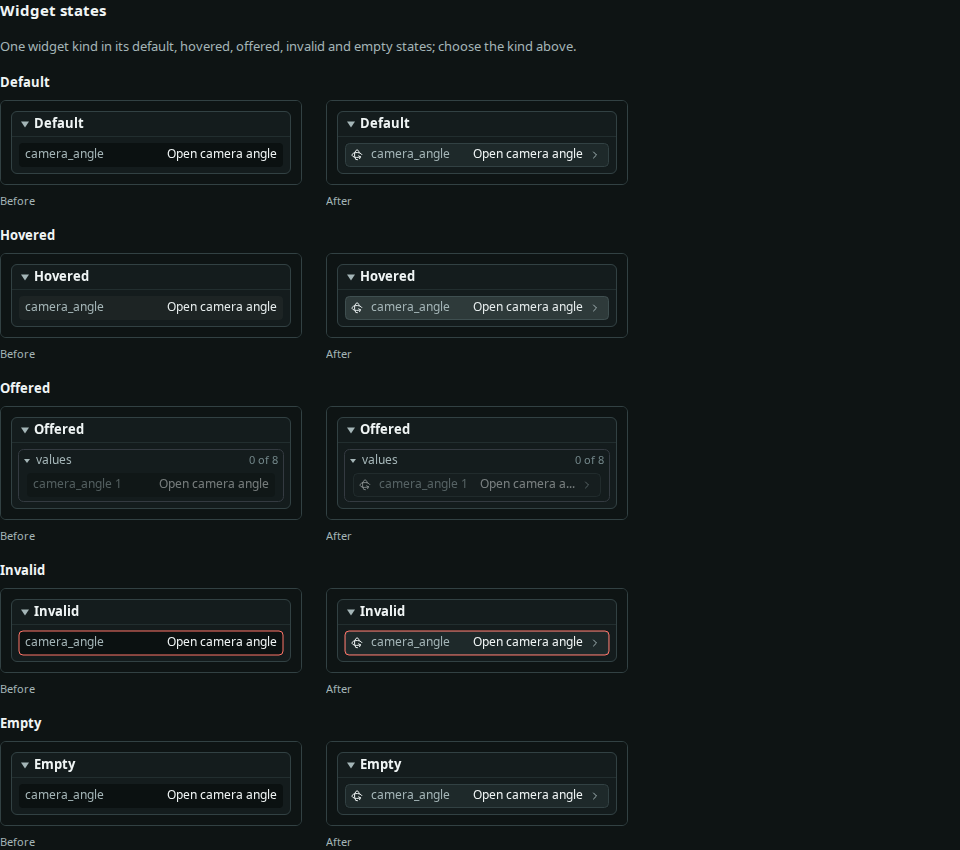 Widget states
One widget kind in its default, hovered, offered, invalid and empty states; choose the kind above.
Default
Default
camera_angle Open camera angle
Before
Default
camera_angle Open camera angle
After
Hovered
Hovered
camera_angle Open camera angle
Before
Hovered
camera_angle Open camera angle
After
Offered
Offered
values 0 of 8
camera_angle 1 Open camera angle
Before
Offered
values 0 of 8
camera_angle 1 Open camera a...
After
Invalid
Invalid
camera_angle Open camera angle
Before
Invalid
camera_angle Open camera angle
After
Empty
Empty
camera_angle Open camera angle
Before
Empty
camera_angle Open camera angle
After